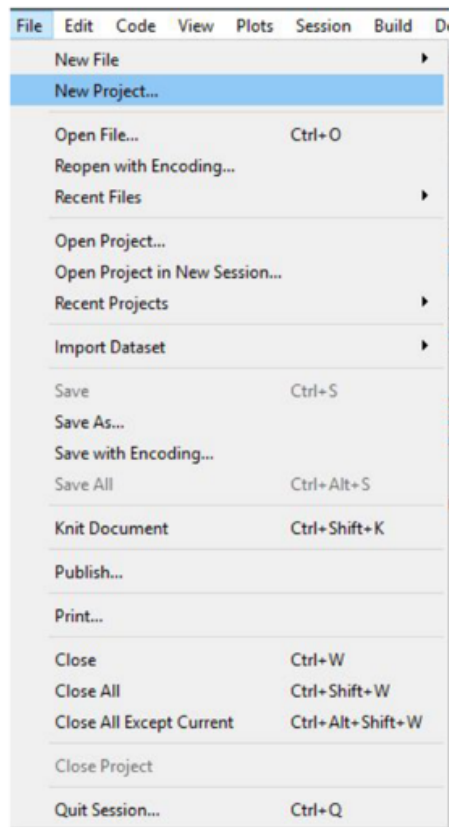 File Edit Code View Plots Session Build
New File
New Project...
Open File... Ctrl+O
Reopen with Encoding...
Recent Files
Open Project...
Open Project in New Session...
Recent Projects
Import Dataset
Save Ctrl+S
Save As...
Save with Encoding...
Save All Ctrl+Alt+S
Knit Document Ctrl+Shift+K
Publish...
Print...
Close Ctrl+W
Close All Ctrl+Shift+W
Close All Except Current Ctrl+Alt+Shift+W
Close Project
Quit Session... Ctrl+Q